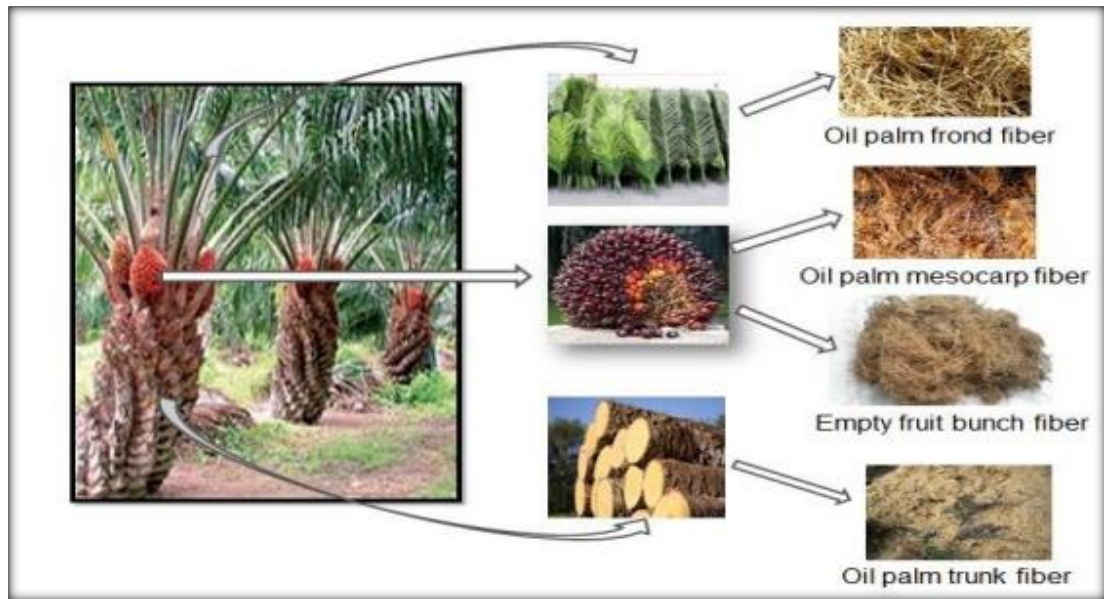 Oil palm frond fiber
Oil palm mesocarp fiber
Empty fruit bunch fiber
Oil palm trunk fiber